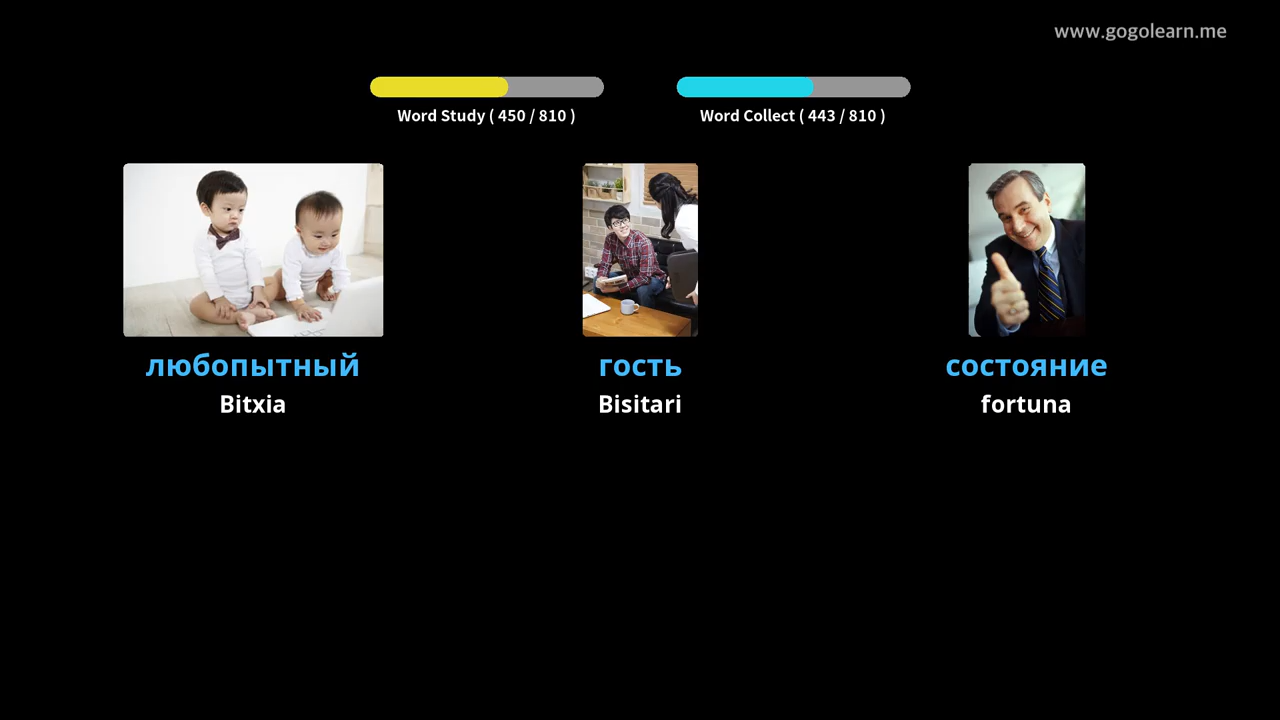 www.gogolearn.me
Word Study ( 450 / 810 )
Word Collect ( 443 / 810 )
любопытный
гость
состояние
Bitxia
Bisitari
fortuna